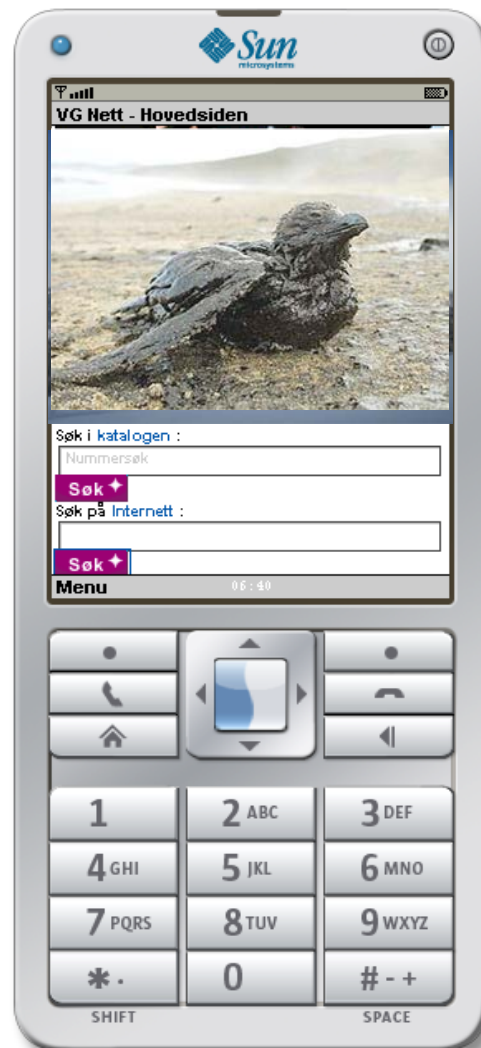 Sun
microsystems
VG Nett - Hovedsiden
Søk i katalogen :
Nummersøk
Søk
Søk på Internett :
Søk
Menu 06:40
1 2 ABC 3 DEF
4 GHI 5 JKL 6 MNO
7 PQRS 8 TUV 9 WXYZ
* . 0 # - +
SHIFT SPACE